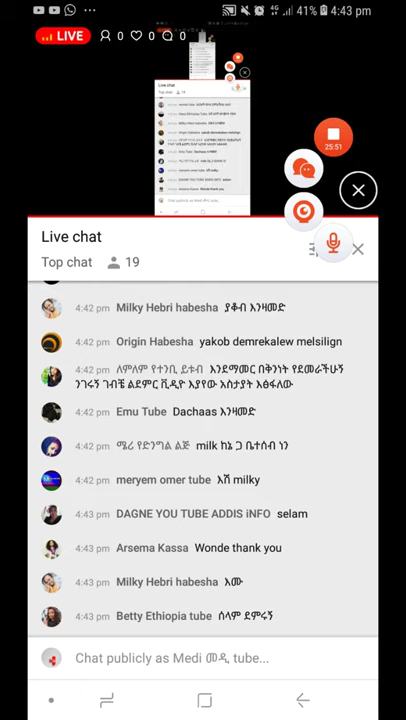 41% 4:43 pm
LIVE 0 0 0
25:51
Live chat
Top chat 19
4:42 pm Milky Hebri habesha ያቆብ እንዛመድ
4:42 pm Origin Habesha yakob demrekalew melsilign
4:42 pm ለምለም የተንቢ ይቱብ እንደማመር በቅንነት የደመራችሁኝ
ንገሩኝ ገብቼ ልደምር ቪዲዮ እያየው አስታያት እፅፋለው
4:42 pm Emu Tube Dachaas እንዛመድ
4:42 pm ሜሪ የድንግል ልጅ milk ከኔ ጋ ቤተሰብ ነን
4:42 pm meryem omer tube እሽ milky
4:43 pm DAGNE YOU TUBE ADDIS iNFO selam
4:43 pm Arsema Kassa Wonde thank you
4:43 pm Milky Hebri habesha እሙ
4:43 pm Betty Ethiopia tube ሰላም ደምሩኝ
Chat publicly as Medi መዲ tube...